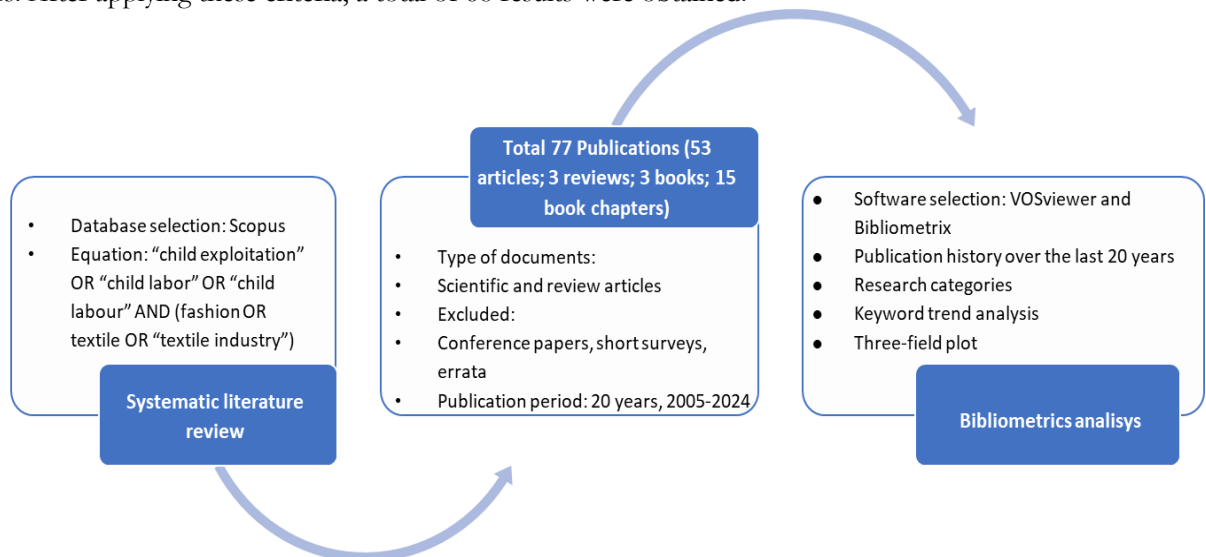 After applying these criteria, a total of 66 results were obtained.
• Database selection: Scopus
• Equation: “child exploitation”
OR “child labor” OR “child
labour” AND (fashion OR
textile OR “textile industry”)
Systematic literature
review
Total 77 Publications (53
articles; 3 reviews; 3 books; 15
book chapters)
• Type of documents:
• Scientific and review articles
• Excluded:
• Conference papers, short surveys,
errata
• Publication period: 20 years, 2005-2024
● Software selection: VOSviewer and
Bibliometrix
● Publication history over the last 20 years
● Research categories
● Keyword trend analysis
● Three-field plot
Bibliometrics analisys